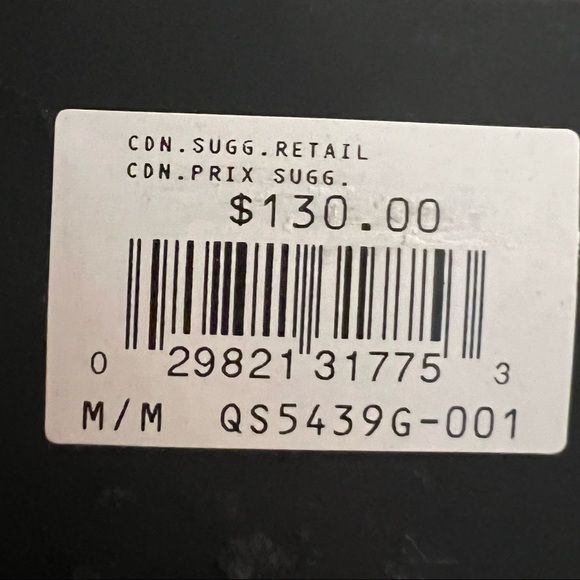 CDN.SUGG.RETAIL
CDN.PRIX SUGG.
$130.00
0 29821 31775 3
M/M QS5439G-001